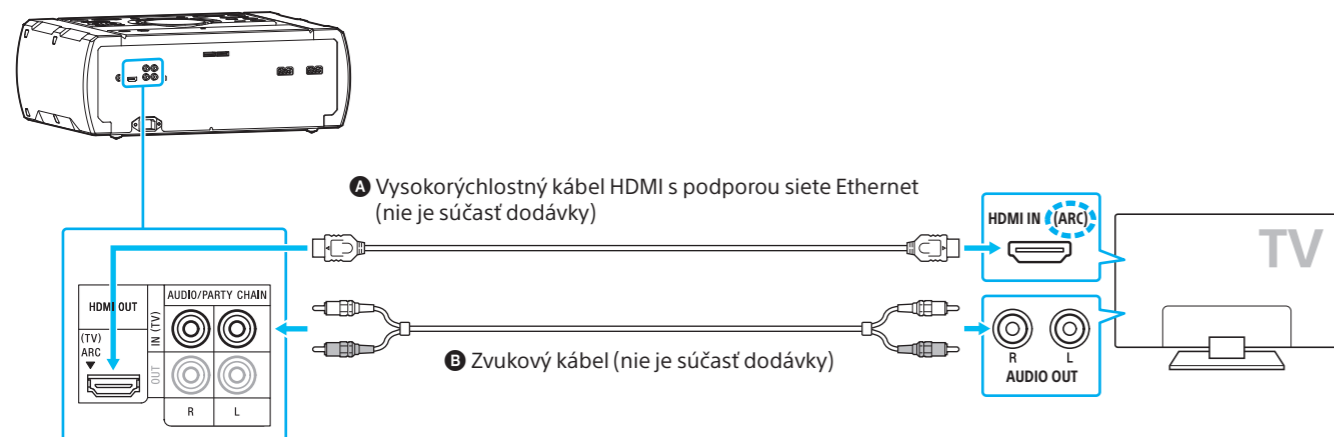 A Vysokorýchlostný kábel HDMI s podporou siete Ethernet
(nie je súčasť dodávky)
HDMI IN (ARC)
TV
HDMI OUT
AUDIO/PARTY CHAIN
(TV)
ARC
IN (TV)
OUT
R
L
B Zvukový kábel (nie je súčasť dodávky)
R
L
AUDIO OUT